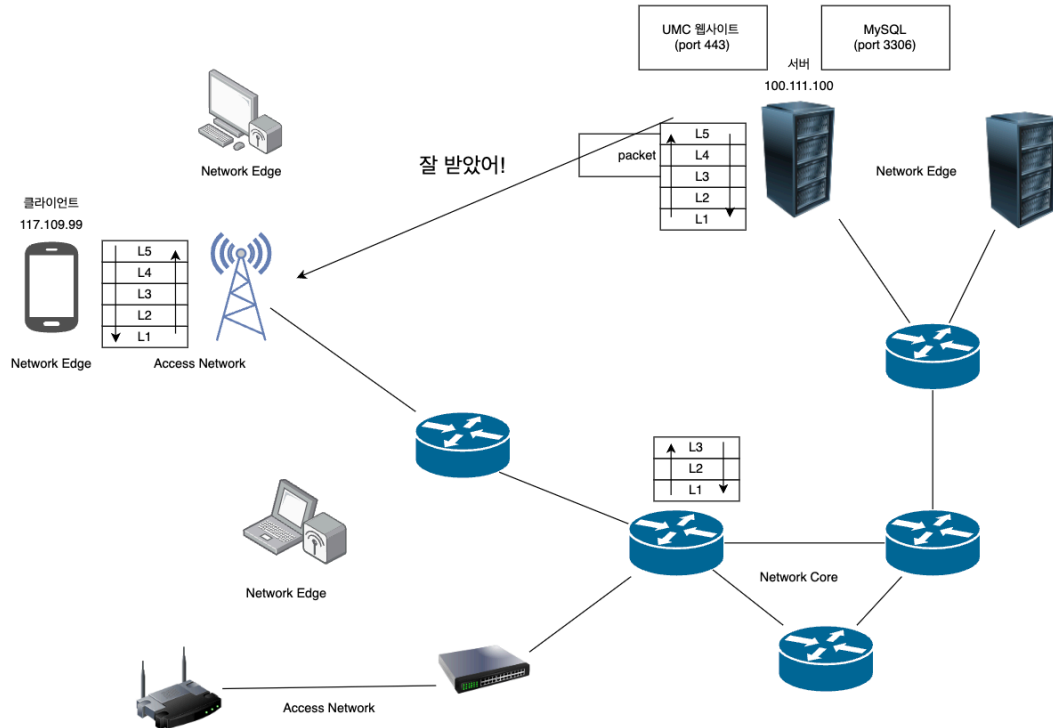 UMC 웹사이트
(port 443)
MySQL
(port 3306)
서버
100.111.100
L5
packet
L4
L3
L2
L1
잘 받았어!
Network Edge
Network Edge
클라이언트
117.109.99
L5
L4
L3
L2
L1
Network Edge
Access Network
L3
L2
L1
Network Edge
Network Core
Access Network